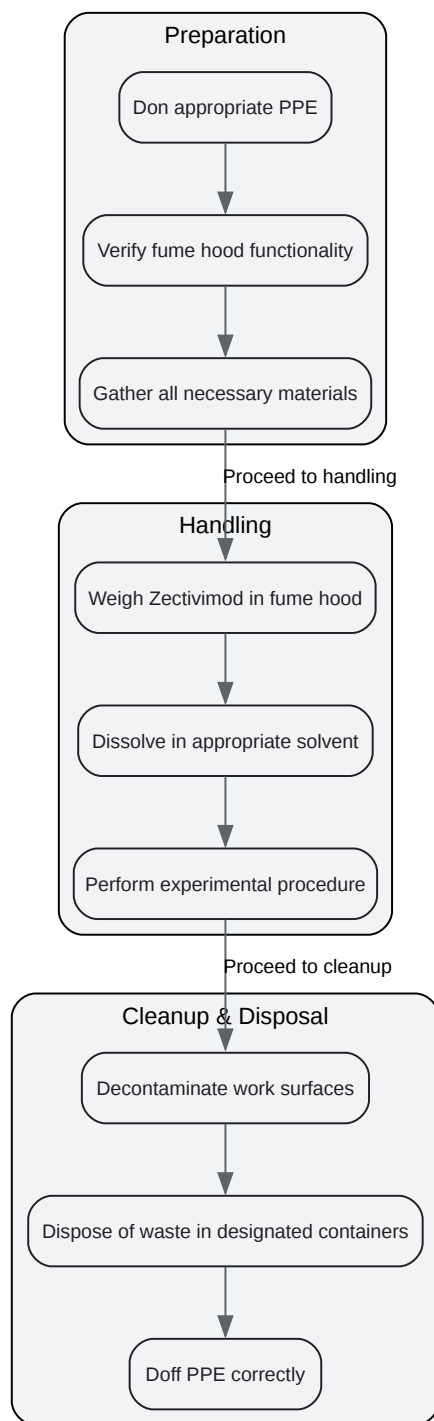 Preparation
Don appropriate PPE
Verify fume hood functionality
Gather all necessary materials
Proceed to handling
Handling
Weigh Zectivimod in fume hood
Dissolve in appropriate solvent
Perform experimental procedure
Proceed to cleanup
Cleanup & Disposal
Decontaminate work surfaces
Dispose of waste in designated containers
Doff PPE correctly